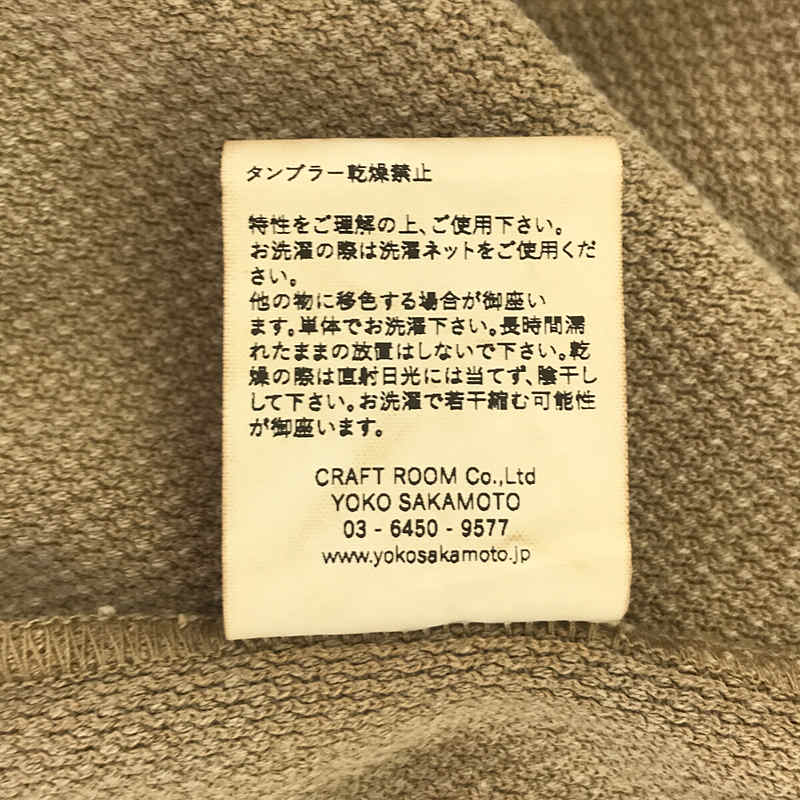 タンブラー乾燥禁止
特性をご理解の上、ご使用下さい。
お洗濯の際は洗濯ネットをご使用くだ
さい。
他の物に移色する場合が御座い
ます。単体でお洗濯下さい。長時間濡
れたままの放置はしないで下さい。乾
燥の際は直射日光には当てず、陰干し
して下さい。お洗濯で若干縮む可能性
が御座います。
CRAFT ROOM Co.,Ltd
YOKO SAKAMOTO
03 - 6450 - 9577
www.yokosakamoto.jp